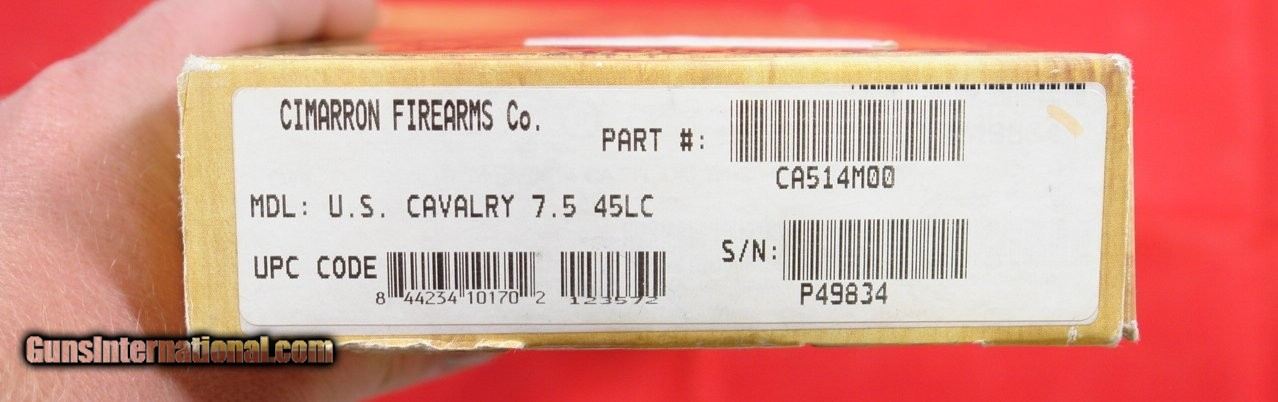 CIMARRON FIREARMS Co.
PART #:
CA514M00
MDL: U.S. CAVALRY 7.5 45LC
UPC CODE
8 44234 10170 2
S/N:
P49834
GunsInternational.com